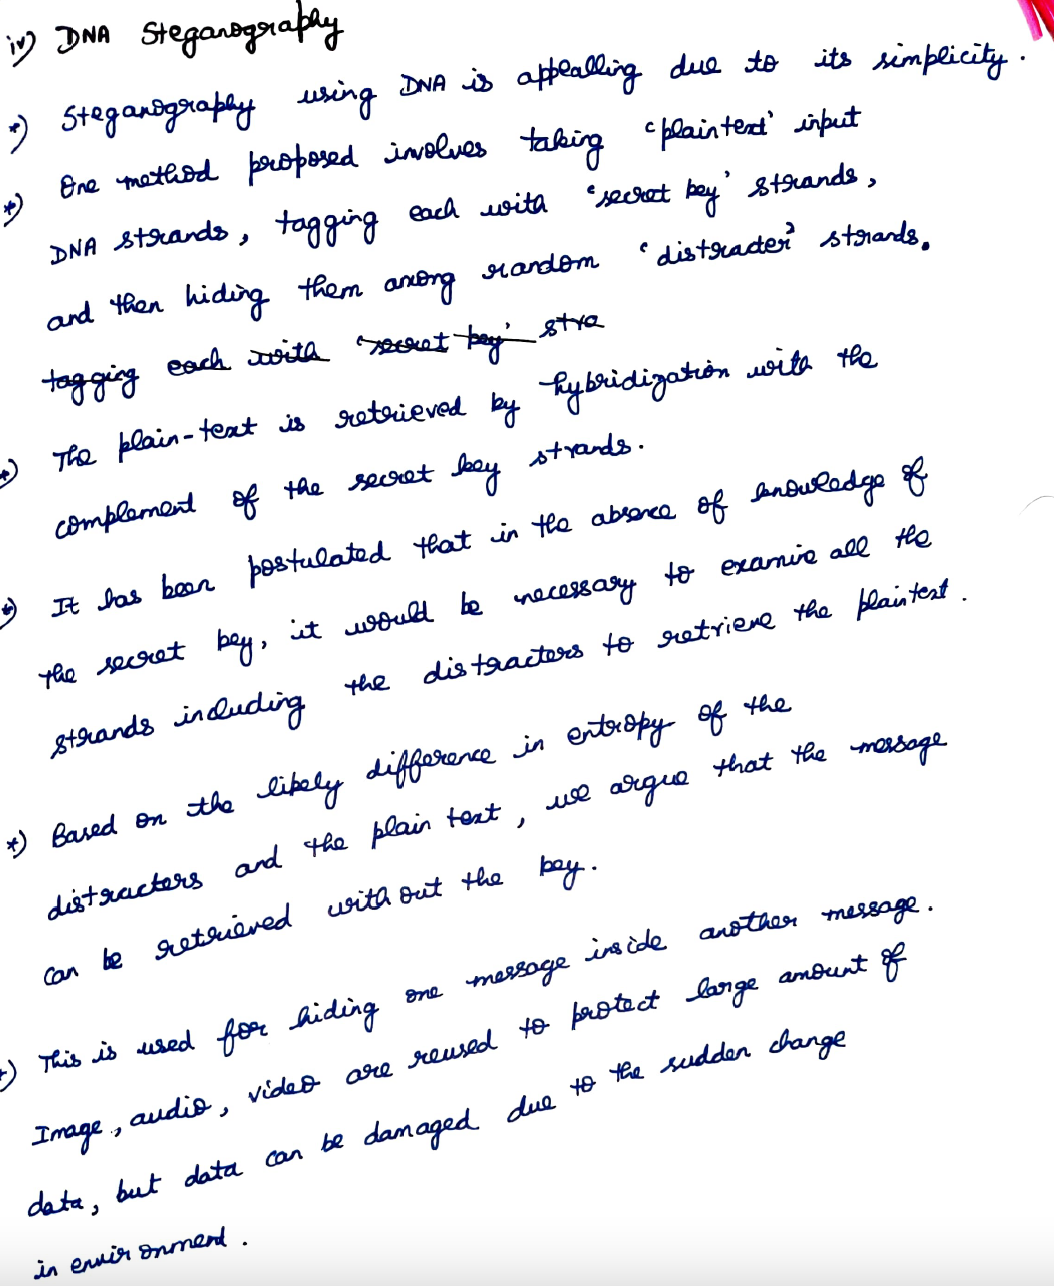 iv) DNA Steganography
*) Steganography using DNA is appealling due to its simplicity.
*) One method proposed involves taking 'plaintext' input
DNA strands, tagging each with 'secret key' strands,
and then hiding them among random 'distracter' strands.
tagging each with 'secret key' stra
*) The plain-text is retrieved by hybridization with the
complement of the secret key strands.
*) It has been postulated that in the absence of knowledge of
the secret key, it would be necessary to examine all the
strands including the distracters to retrieve the plaintext.
*) Based on the likely difference in entropy of the
distracters and the plain text, we argue that the message
can be retrieved with out the key.
*) This is used for hiding one message inside another message.
Image, audio, video are reused to protect large amount of
data, but data can be damaged due to the sudden change
in environment.